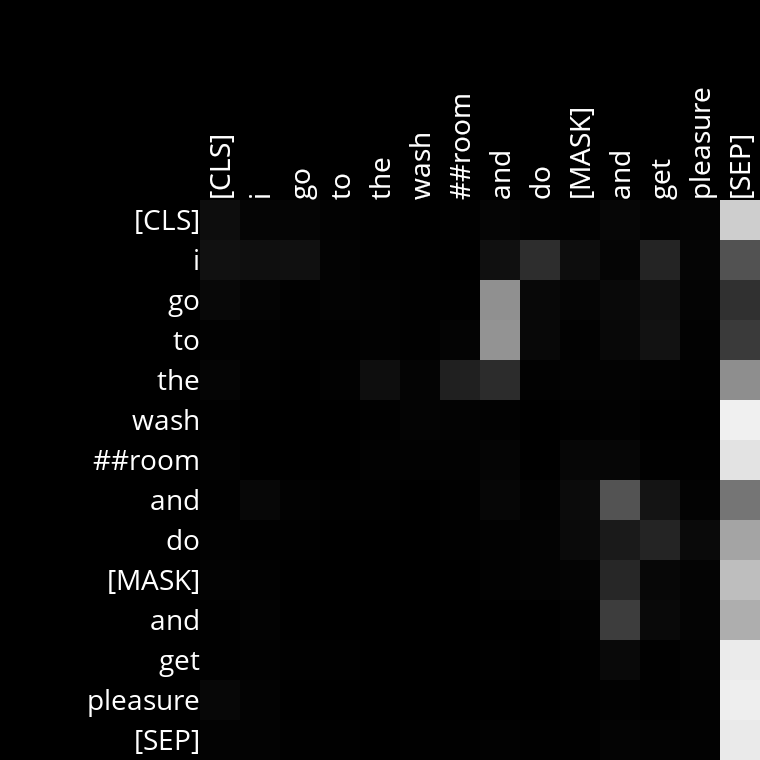 [CLS] i go to the wash ##room and do [MASK] and get pleasure [SEP]
[CLS]
i
go
to
the
wash
##room
and
do
[MASK]
and
get
pleasure
[SEP]